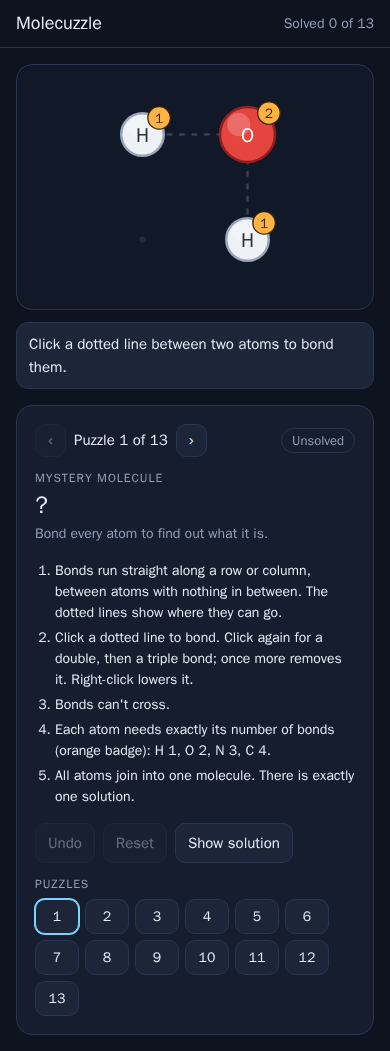 Molecuzzle
Solved 0 of 13
H
1
O
2
H
1
Click a dotted line between two atoms to bond
them.
‹
Puzzle 1 of 13
›
Unsolved
MYSTERY MOLECULE
?
Bond every atom to find out what it is.
1. Bonds run straight along a row or column,
between atoms with nothing in between. The
dotted lines show where they can go.
2. Click a dotted line to bond. Click again for a
double, then a triple bond; once more removes
it. Right-click lowers it.
3. Bonds can't cross.
4. Each atom needs exactly its number of bonds
(orange badge): H 1, O 2, N 3, C 4.
5. All atoms join into one molecule. There is exactly
one solution.
Undo
Reset
Show solution
PUZZLES
1 2 3 4 5 6
7 8 9 10 11 12
13